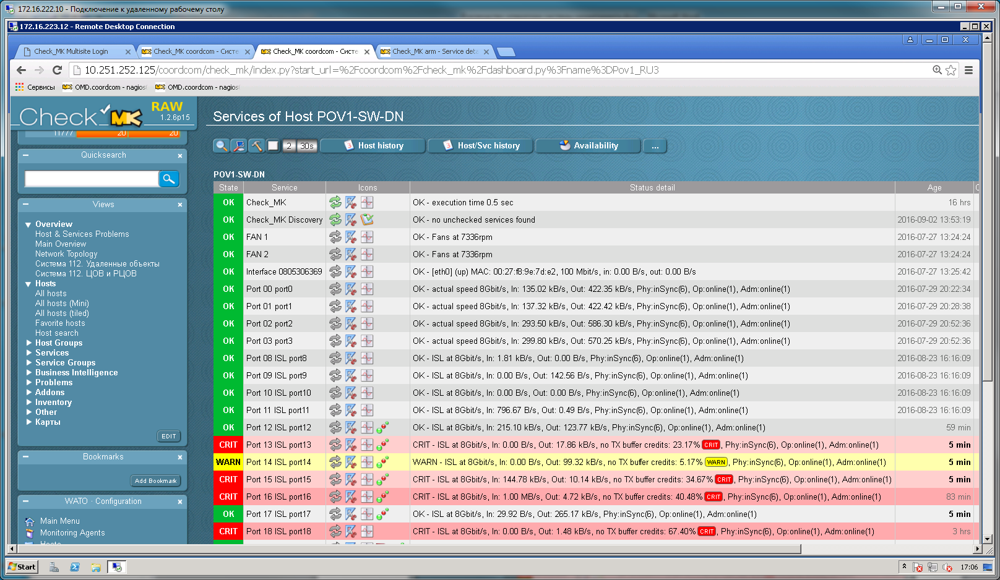 172.16.222.10 - Подключение к удаленному рабочему столу
172.16.223.12 - Remote Desktop Connection
Check_MK Multisite Login
Check_MK coordcom - Систе
Check_MK coordcom - Систе
Check_MK arm - Service deta
10.251.252.125/coordcom/check_mk/index.py?start_url=%2Fcoordcom%2Fcheck_mk%2Fdashboard.py%3Fname%3DPov1_RU3
Сервисы
OMD.coordcom - nagios
OMD.coordcom - nagios
Check MK RAW
1.2.6p15
Services of Host POV1-SW-DN
11777 20 20
2 30s
Host history
Host/Svc history
Availability
...
Quicksearch
Views
Overview
Host & Services Problems
Main Overview
Network Topology
Система 112. Удаленные объекты
Система 112. ЦОВ и РЦОВ
Hosts
All hosts
All hosts (Mini)
All hosts (tiled)
Favorite hosts
Host search
Host Groups
Services
Service Groups
Business Intelligence
Problems
Addons
Inventory
Other
Карты
EDIT
Bookmarks
Add Bookmark
WATO · Configuration
Main Menu
Monitoring Agents
Hosts
POV1-SW-DN
State Service Icons Status detail Age
OK Check_MK OK - execution time 0.5 sec 16 hrs
OK Check_MK Discovery OK - no unchecked services found 2016-09-02 13:53:19
OK FAN 1 OK - Fans at 7336rpm 2016-07-27 13:24:24
OK FAN 2 OK - Fans at 7336rpm 2016-07-27 13:24:24
OK Interface 0805306369 OK - [eth0] (up) MAC: 00:27:f8:9e:7d:e2, 100 Mbit/s, in: 0.00 B/s, out: 0.00 B/s 2016-07-27 13:25:42
OK Port 00 port0 OK - actual speed 8Gbit/s, In: 135.02 kB/s, Out: 422.35 kB/s, Phy:inSync(6), Op:online(1), Adm:online(1) 2016-07-29 20:22:34
OK Port 01 port1 OK - actual speed 8Gbit/s, In: 137.32 kB/s, Out: 422.42 kB/s, Phy:inSync(6), Op:online(1), Adm:online(1) 2016-07-29 20:28:38
OK Port 02 port2 OK - actual speed 8Gbit/s, In: 293.50 kB/s, Out: 586.30 kB/s, Phy:inSync(6), Op:online(1), Adm:online(1) 2016-07-29 20:52:36
OK Port 03 port3 OK - actual speed 8Gbit/s, In: 299.80 kB/s, Out: 570.25 kB/s, Phy:inSync(6), Op:online(1), Adm:online(1) 2016-07-29 20:52:36
OK Port 08 ISL port8 OK - ISL at 8Gbit/s, In: 1.81 kB/s, Out: 0.00 B/s, Phy:inSync(6), Op:online(1), Adm:online(1) 2016-08-23 16:16:09
OK Port 09 ISL port9 OK - ISL at 8Gbit/s, In: 0.00 B/s, Out: 142.56 B/s, Phy:inSync(6), Op:online(1), Adm:online(1) 2016-08-23 16:16:09
OK Port 10 ISL port10 OK - ISL at 8Gbit/s, In: 0.00 B/s, Out: 0.00 B/s, Phy:inSync(6), Op:online(1), Adm:online(1) 2016-08-23 16:16:09
OK Port 11 ISL port11 OK - ISL at 8Gbit/s, In: 796.67 B/s, Out: 0.49 B/s, Phy:inSync(6), Op:online(1), Adm:online(1) 2016-08-23 16:16:09
OK Port 12 ISL port12 OK - ISL at 8Gbit/s, In: 215.10 kB/s, Out: 123.77 kB/s, Phy:inSync(6), Op:online(1), Adm:online(1) 59 min
CRIT Port 13 ISL port13 CRIT - ISL at 8Gbit/s, In: 0.00 B/s, Out: 17.86 kB/s, no TX buffer credits: 23.17% CRIT, Phy:inSync(6), Op:online(1), Adm:online(1) 5 min
WARN Port 14 ISL port14 WARN - ISL at 8Gbit/s, In: 0.00 B/s, Out: 99.32 kB/s, no TX buffer credits: 5.17% WARN, Phy:inSync(6), Op:online(1), Adm:online(1) 5 min
CRIT Port 15 ISL port15 CRIT - ISL at 8Gbit/s, In: 144.78 kB/s, Out: 10.14 kB/s, no TX buffer credits: 34.67% CRIT, Phy:inSync(6), Op:online(1), Adm:online(1) 5 min
CRIT Port 16 ISL port16 CRIT - ISL at 8Gbit/s, In: 1.00 MB/s, Out: 4.72 kB/s, no TX buffer credits: 40.48% CRIT, Phy:inSync(6), Op:online(1), Adm:online(1) 83 min
OK Port 17 ISL port17 OK - ISL at 8Gbit/s, In: 29.92 B/s, Out: 265.17 kB/s, Phy:inSync(6), Op:online(1), Adm:online(1) 5 min
CRIT Port 18 ISL port18 CRIT - ISL at 8Gbit/s, In: 0.00 B/s, Out: 1.48 kB/s, no TX buffer credits: 67.40% CRIT, Phy:inSync(6), Op:online(1), Adm:online(1) 3 hrs
Start
17:06